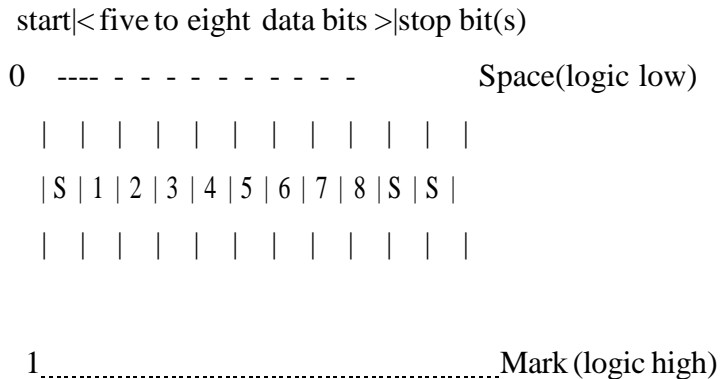 start|< five to eight data bits >|stop bit(s)
0 ---- - - - - - - - - - - Space(logic low)
| | | | | | | | | | | |
| S | 1 | 2 | 3 | 4 | 5 | 6 | 7 | 8 | S | S |
| | | | | | | | | | | |
1.................................................Mark (logic high)